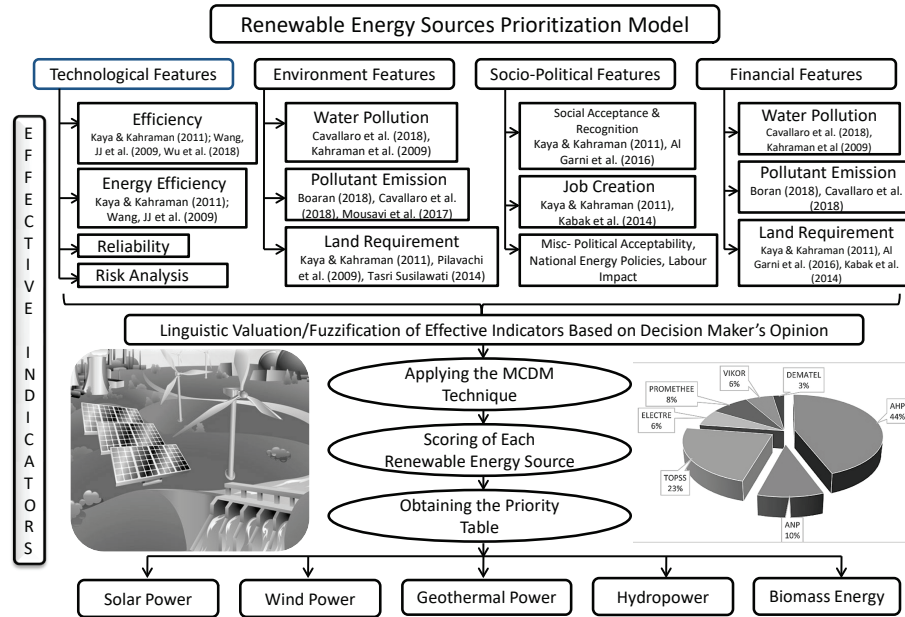 Renewable Energy Sources Prioritization Model
Technological Features
Environment Features
Socio-Political Features
Financial Features
EFFECTIVE INDICATORS
Efficiency
Kaya & Kahraman (2011); Wang,
JJ et al. (2009, Wu et al. (2018)
Energy Efficiency
Kaya & Kahraman (2011);
Wang, JJ et al. (2009)
Reliability
Risk Analysis
Water Pollution
Cavallaro et al. (2018),
Kahraman et al. (2009)
Pollutant Emission
Boaran (2018), Cavallaro et al.
(2018), Mousavi et al. (2017)
Land Requirement
Kaya & Kahraman (2011), Pilavachi
et al. (2009), Tasri Susilawati (2014)
Social Acceptance &
Recognition
Kaya & Kahraman (2011), Al
Garni et al. (2016)
Job Creation
Kaya & Kahraman (2011),
Kabak et al. (2014)
Misc- Political Acceptability,
National Energy Policies, Labour
Impact
Water Pollution
Cavallaro et al. (2018),
Kahraman et al (2009)
Pollutant Emission
Boran (2018), Cavallaro et al.
(2018)
Land Requirement
Kaya & Kahraman (2011), Al
Garni et al. (2016), Kabak et al.
(2014)
Linguistic Valuation/Fuzzification of Effective Indicators Based on Decision Maker's Opinion
Applying the MCDM
Technique
Scoring of Each
Renewable Energy Source
Obtaining the Priority
Table
VIKOR
6%
DEMATEL
3%
PROMETHEE
8%
ELECTRE
6%
AHP
44%
TOPSS
23%
ANP
10%
Solar Power
Wind Power
Geothermal Power
Hydropower
Biomass Energy